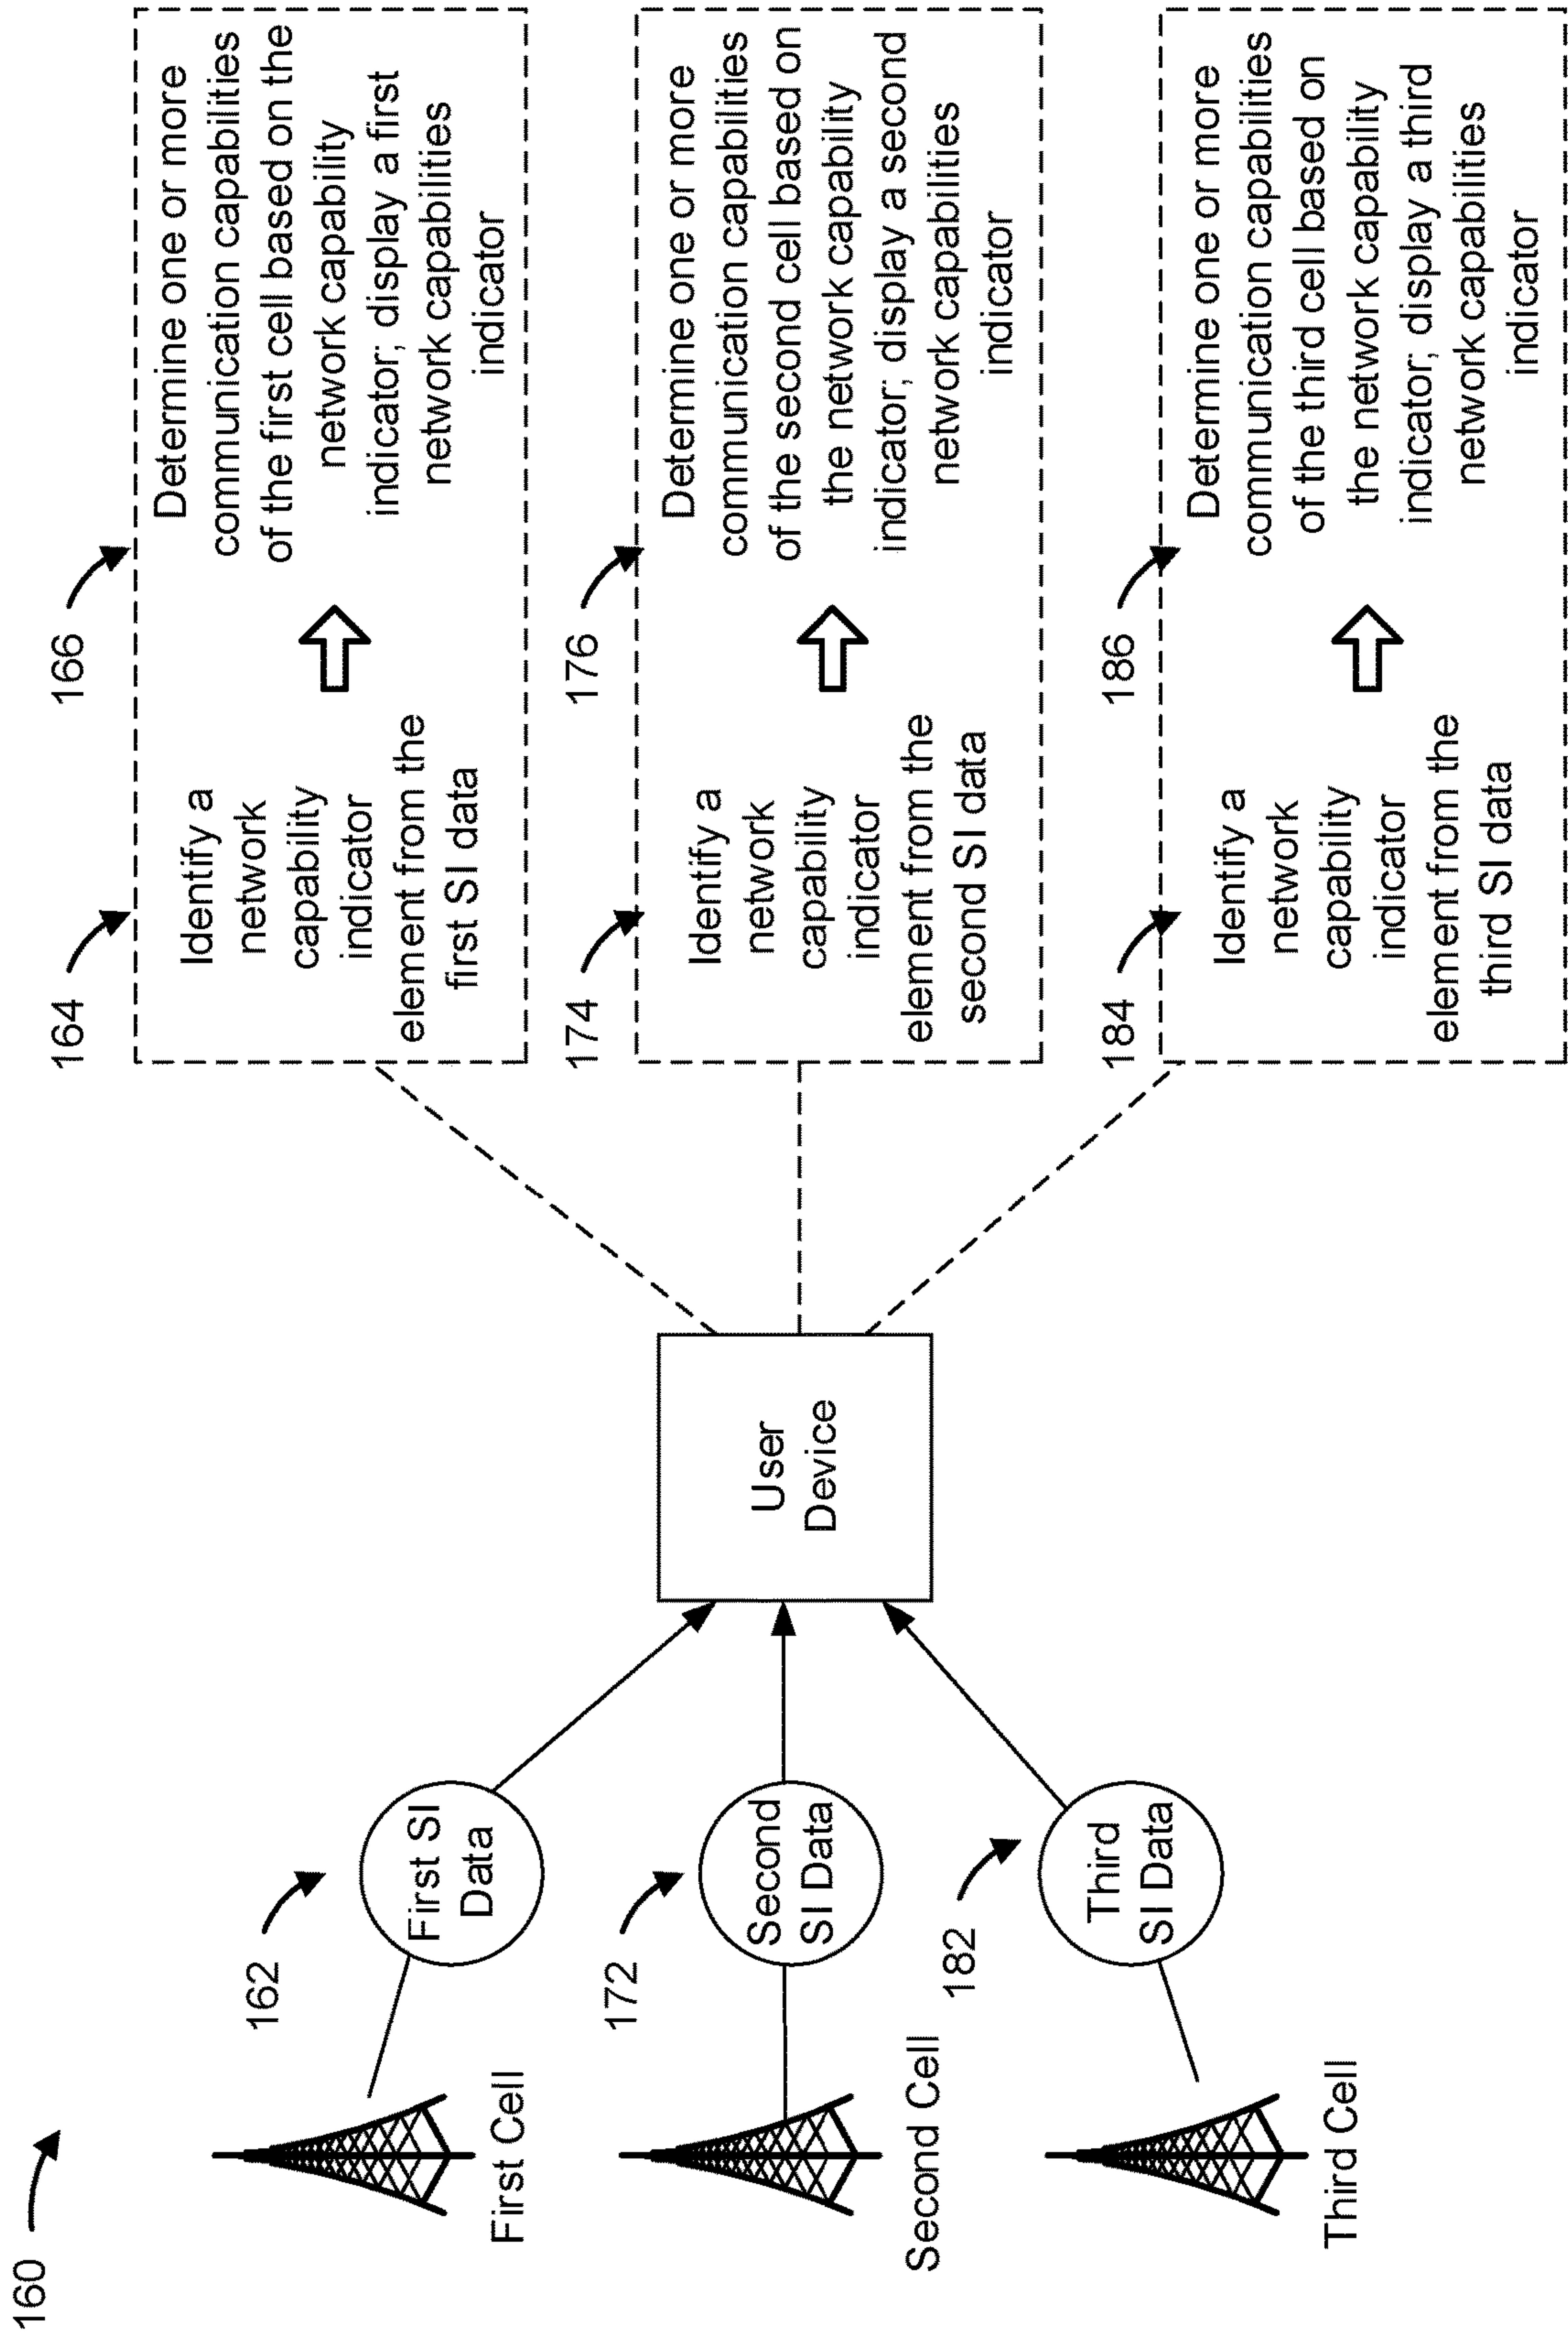 160
First Cell
162
First SI
Data
Second Cell
172
Second
SI Data
Third Cell
182
Third
SI Data
User
Device
164
Identify a
network
capability
indicator
element from the
first SI data
166
Determine one or more
communication capabilities
of the first cell based on the
network capability
indicator; display a first
network capabilities
indicator
174
Identify a
network
capability
indicator
element from the
second SI data
176
Determine one or more
communication capabilities
of the second cell based on
the network capability
indicator; display a second
network capabilities
indicator
184
Identify a
network
capability
indicator
element from the
third SI data
186
Determine one or more
communication capabilities
of the third cell based on
the network capability
indicator; display a third
network capabilities
indicator